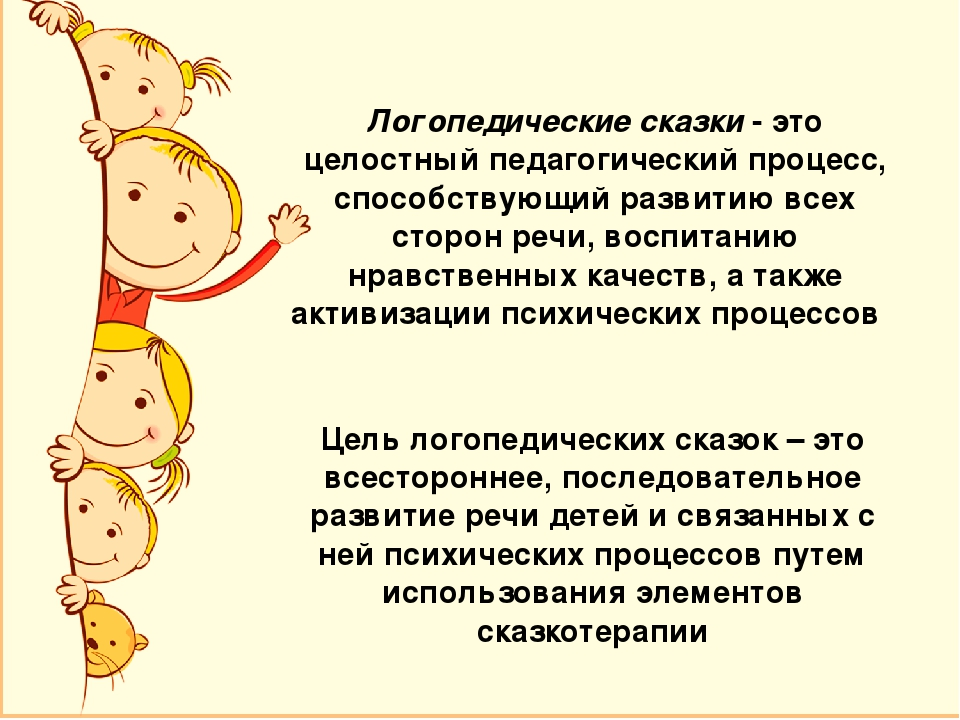 Логопедические сказки - это
целостный педагогический процесс,
способствующий развитию всех
сторон речи, воспитанию
нравственных качеств, а также
активизации психических процессов
Цель логопедических сказок – это
всестороннее, последовательное
развитие речи детей и связанных с
ней психических процессов путем
использования элементов
сказкотерапии